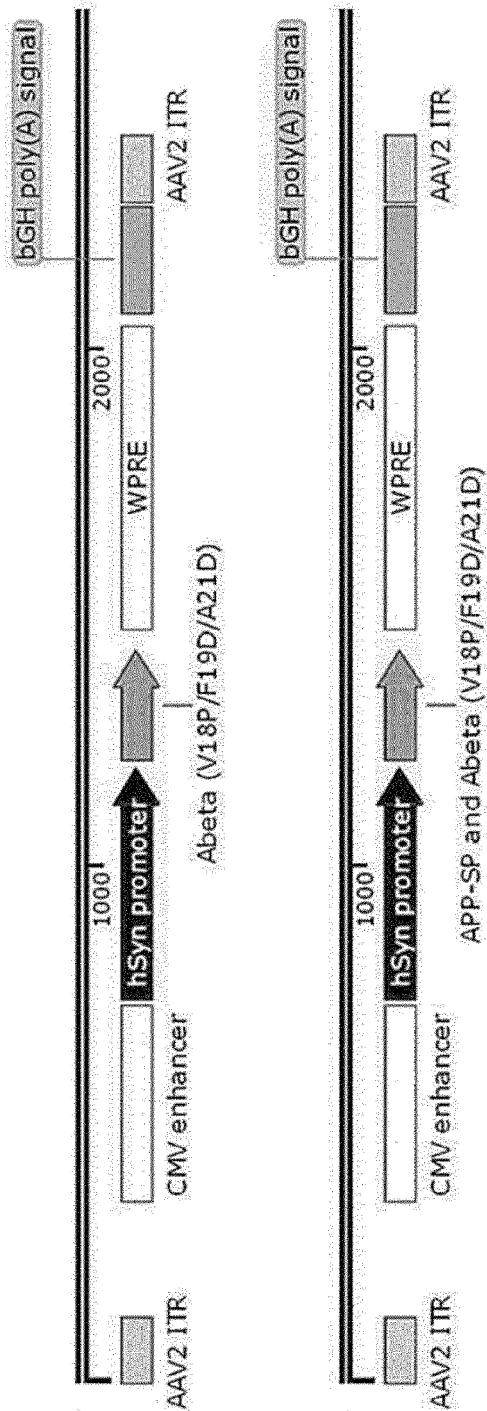 1000
2000
bGH poly(A) signal
CMV enhancer
hSyn promoter
WPRE
AAV2 ITR
Abeta (V18P/F19D/A21D)
AAV2 ITR
1000
2000
bGH poly(A) signal
CMV enhancer
hSyn promoter
WPRE
AAV2 ITR
APP-SP and Abeta (V18P/F19D/A21D)
AAV2 ITR